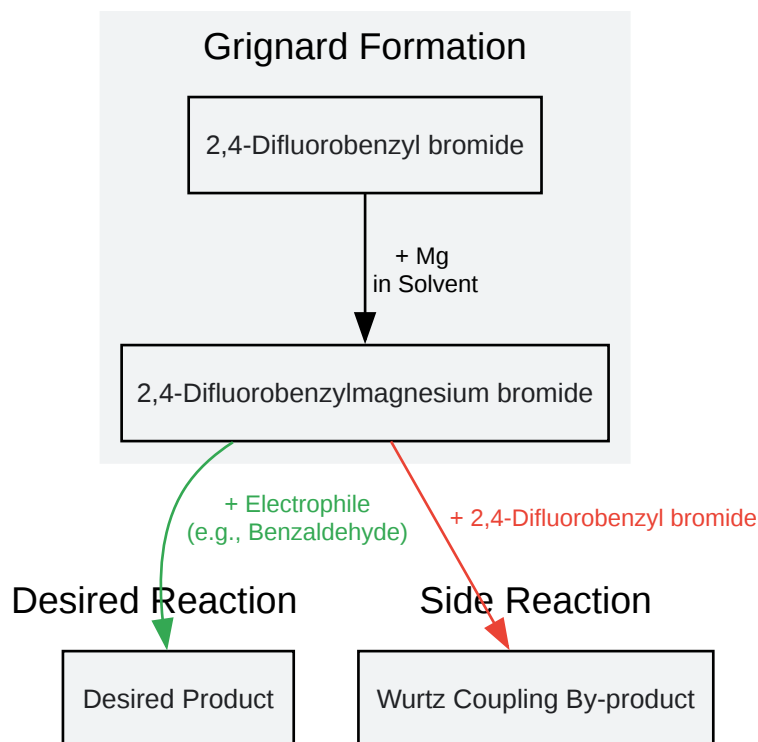 Grignard Formation
2,4-Difluorobenzyl bromide
+ Mg
in Solvent
2,4-Difluorobenzylmagnesium bromide
+ Electrophile
(e.g., Benzaldehyde)
+ 2,4-Difluorobenzyl bromide
Desired Reaction
Side Reaction
Desired Product
Wurtz Coupling By-product